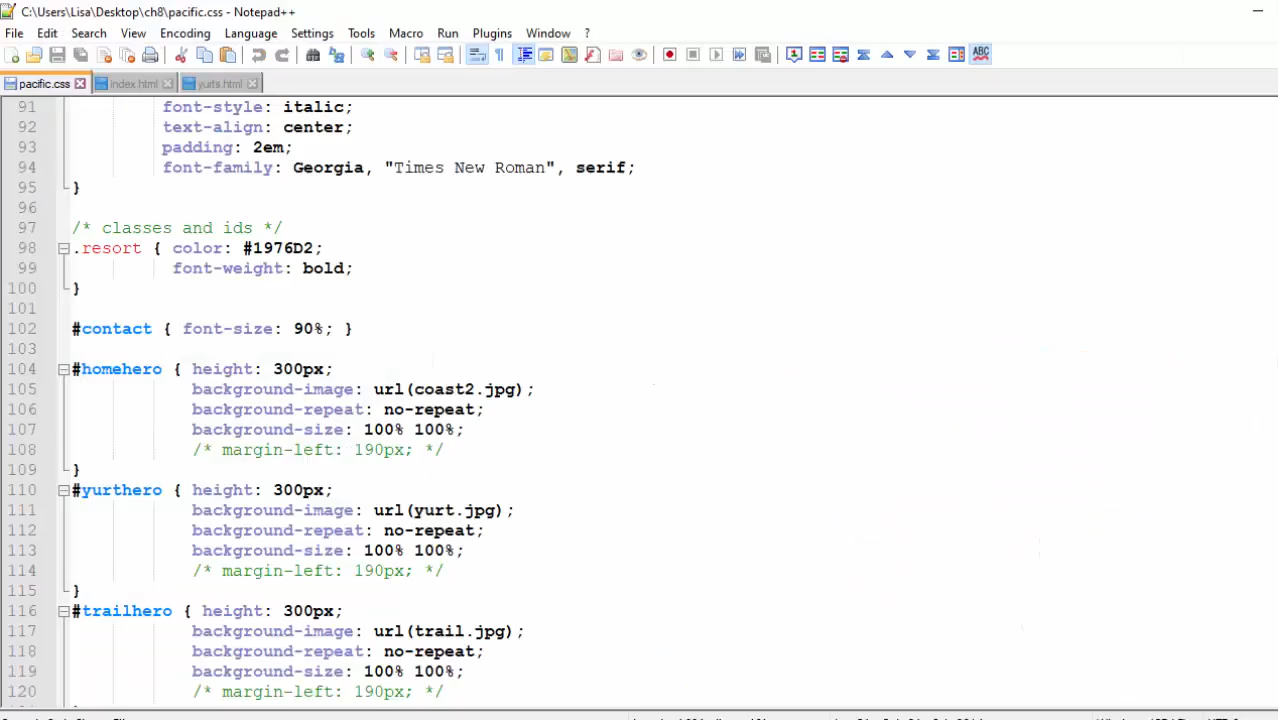 C:\Users\Lisa\Desktop\ch8\pacific.css - Notepad++
File Edit Search View Encoding Language Settings Tools Macro Run Plugins Window ?
pacific.css index.html yurts.html
91 font-style: italic;
92 text-align: center;
93 padding: 2em;
94 font-family: Georgia, "Times New Roman", serif;
95 }
96
97 /* classes and ids */
98 .resort { color: #1976D2;
99 font-weight: bold;
100 }
101
102 #contact { font-size: 90%; }
103
104 #homehero { height: 300px;
105 background-image: url(coast2.jpg);
106 background-repeat: no-repeat;
107 background-size: 100% 100%;
108 /* margin-left: 190px; */
109 }
110 #yurthero { height: 300px;
111 background-image: url(yurt.jpg);
112 background-repeat: no-repeat;
113 background-size: 100% 100%;
114 /* margin-left: 190px; */
115 }
116 #trailhero { height: 300px;
117 background-image: url(trail.jpg);
118 background-repeat: no-repeat;
119 background-size: 100% 100%;
120 /* margin-left: 190px; */